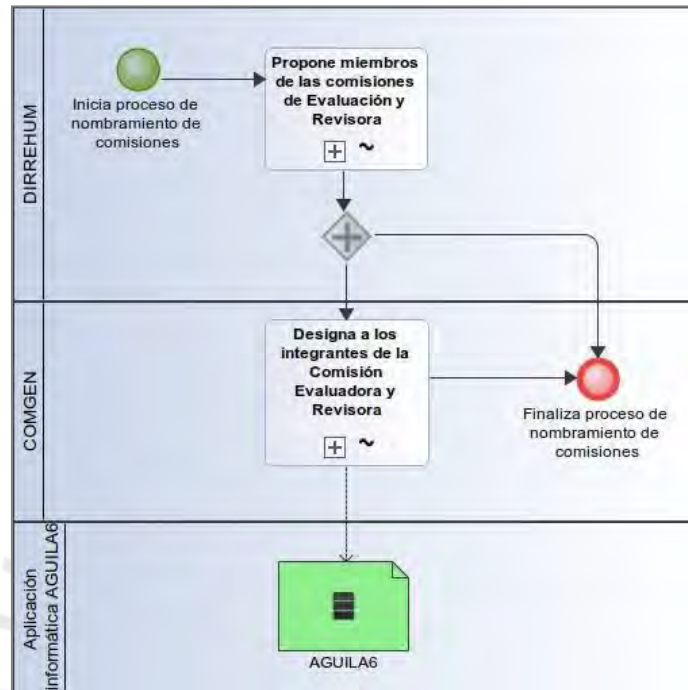 DIRREHUM
Inicia proceso de
nombramiento de
comisiones
Propone miembros
de las comisiones
de Evaluación y
Revisora
COMGEN
Designa a los
integrantes de la
Comisión
Evaluadora y
Revisora
Finaliza proceso de
nombramiento de
comisiones
Aplicación
informática AGUILA6
AGUILA6